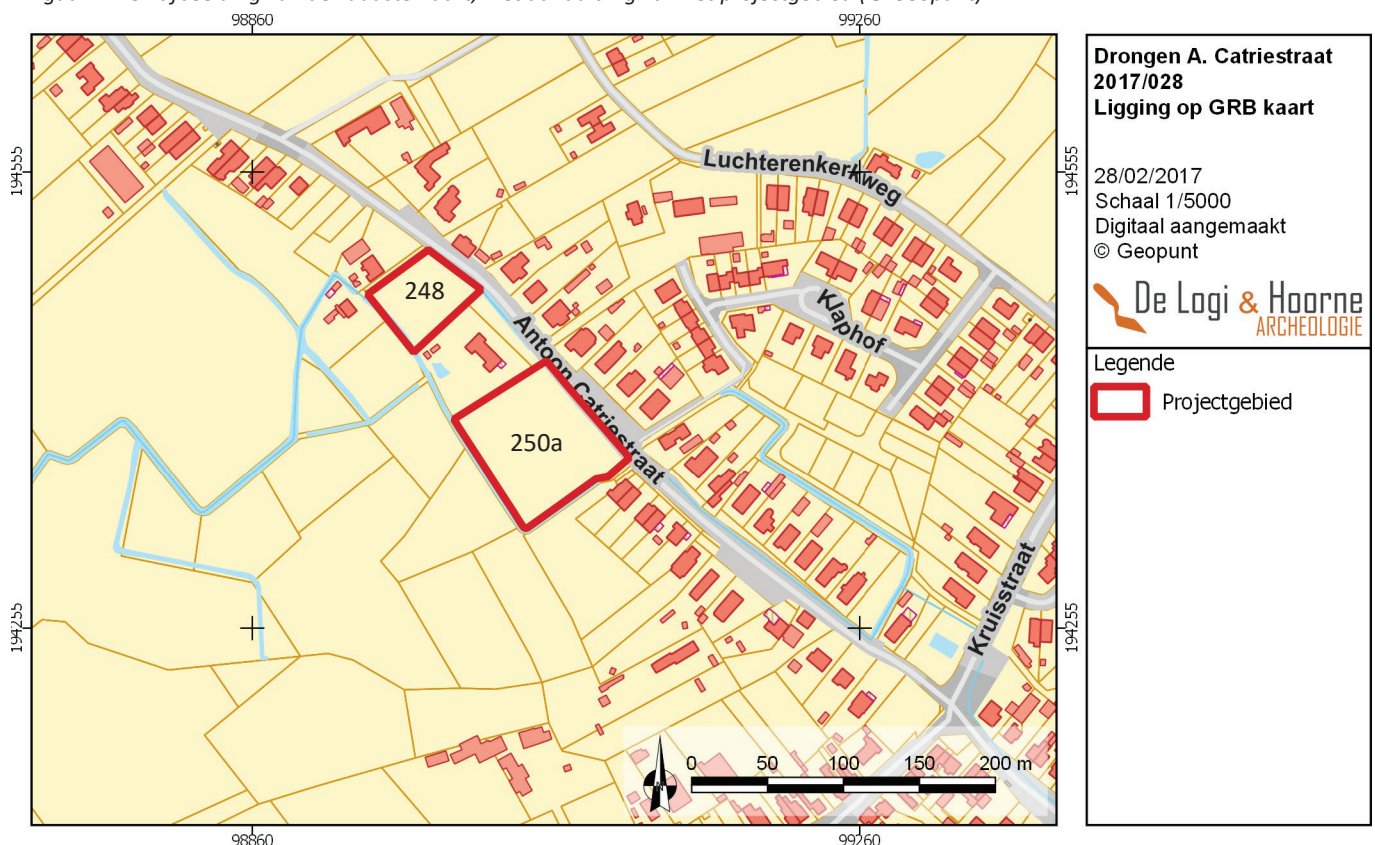 98860
99260
194555
194555
Luchterenkerkweg
Klaphof
248
Antoon Catriestraat
250a
Kruisstraat
194255
194255
N
0 50 100 150 200 m
98860
99260
Drongen A. Catriestraat
2017/028
Ligging op GRB kaart
28/02/2017
Schaal 1/5000
Digitaal aangemaakt
© Geopunt
De Logi & Hoorne
ARCHEOLOGIE
Legende
Projectgebied